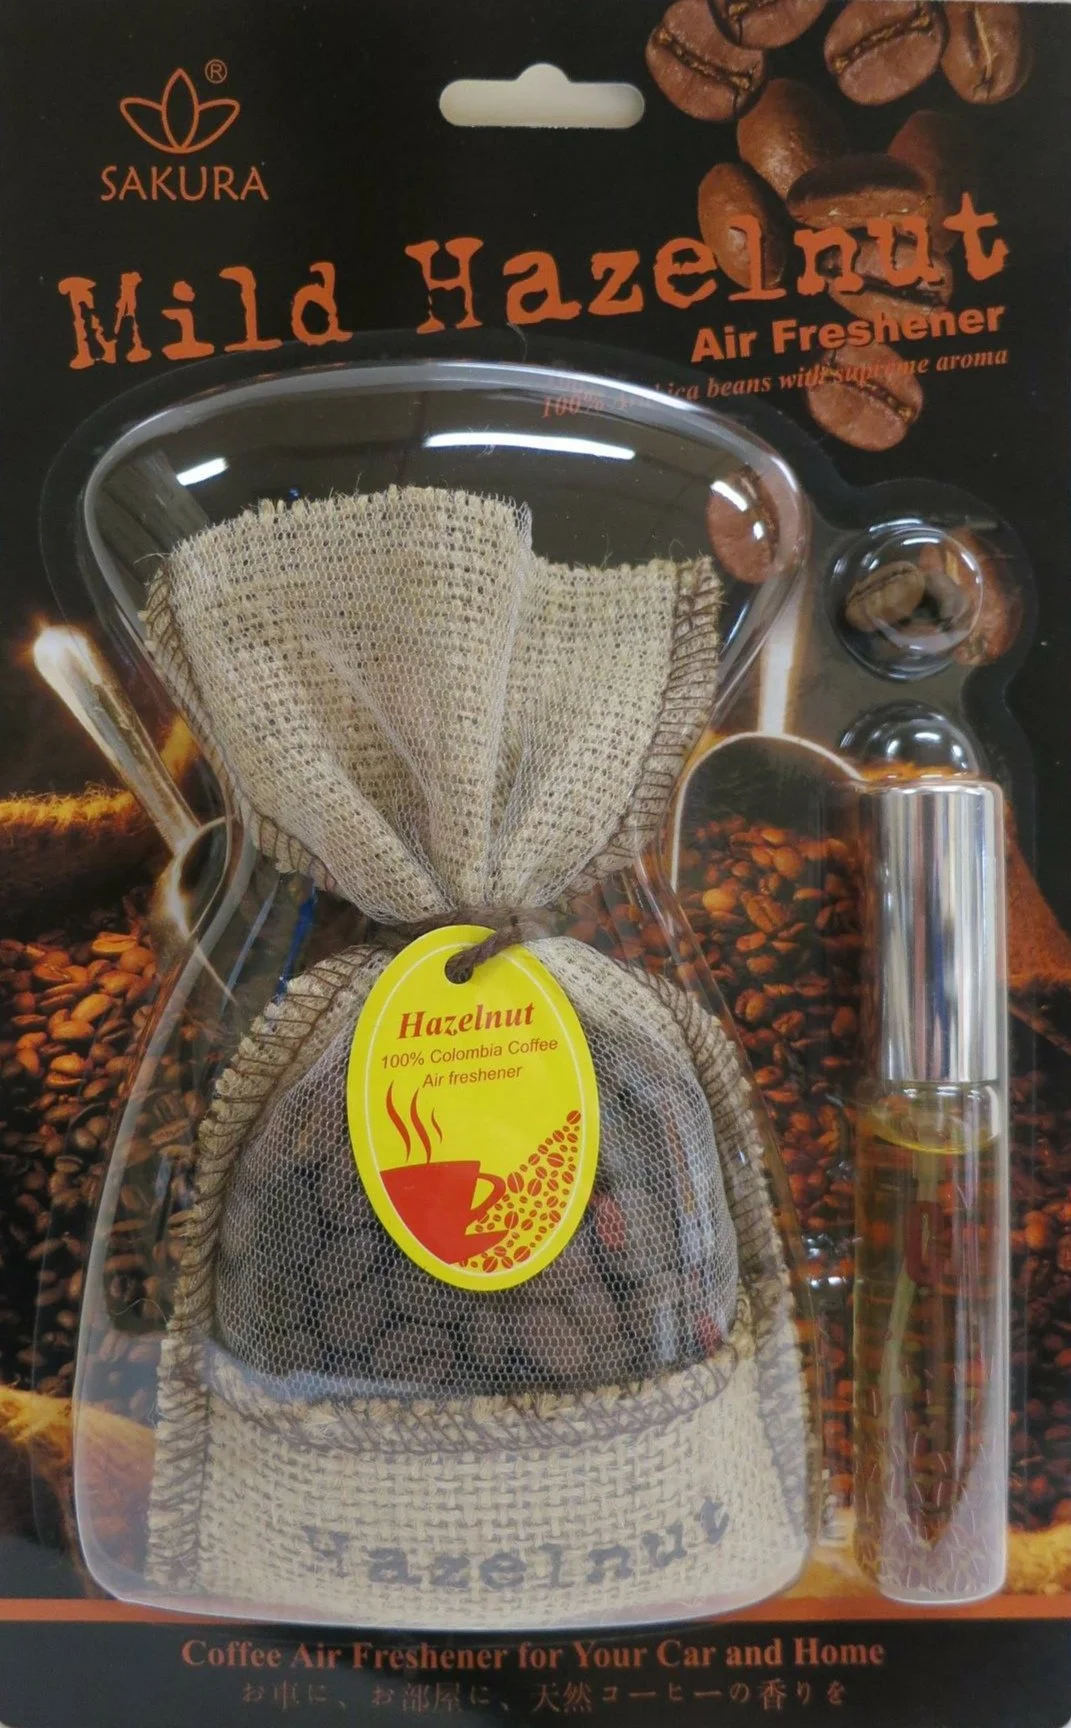 ®
SAKURA
Mild Hazelnut
Air Freshener
100% Arabica beans with supreme aroma
Hazelnut
100% Colombia Coffee
Air freshener
Hazelnut
Coffee Air Freshener for Your Car and Home
お車に、お部屋に、天然コーヒーの香りを